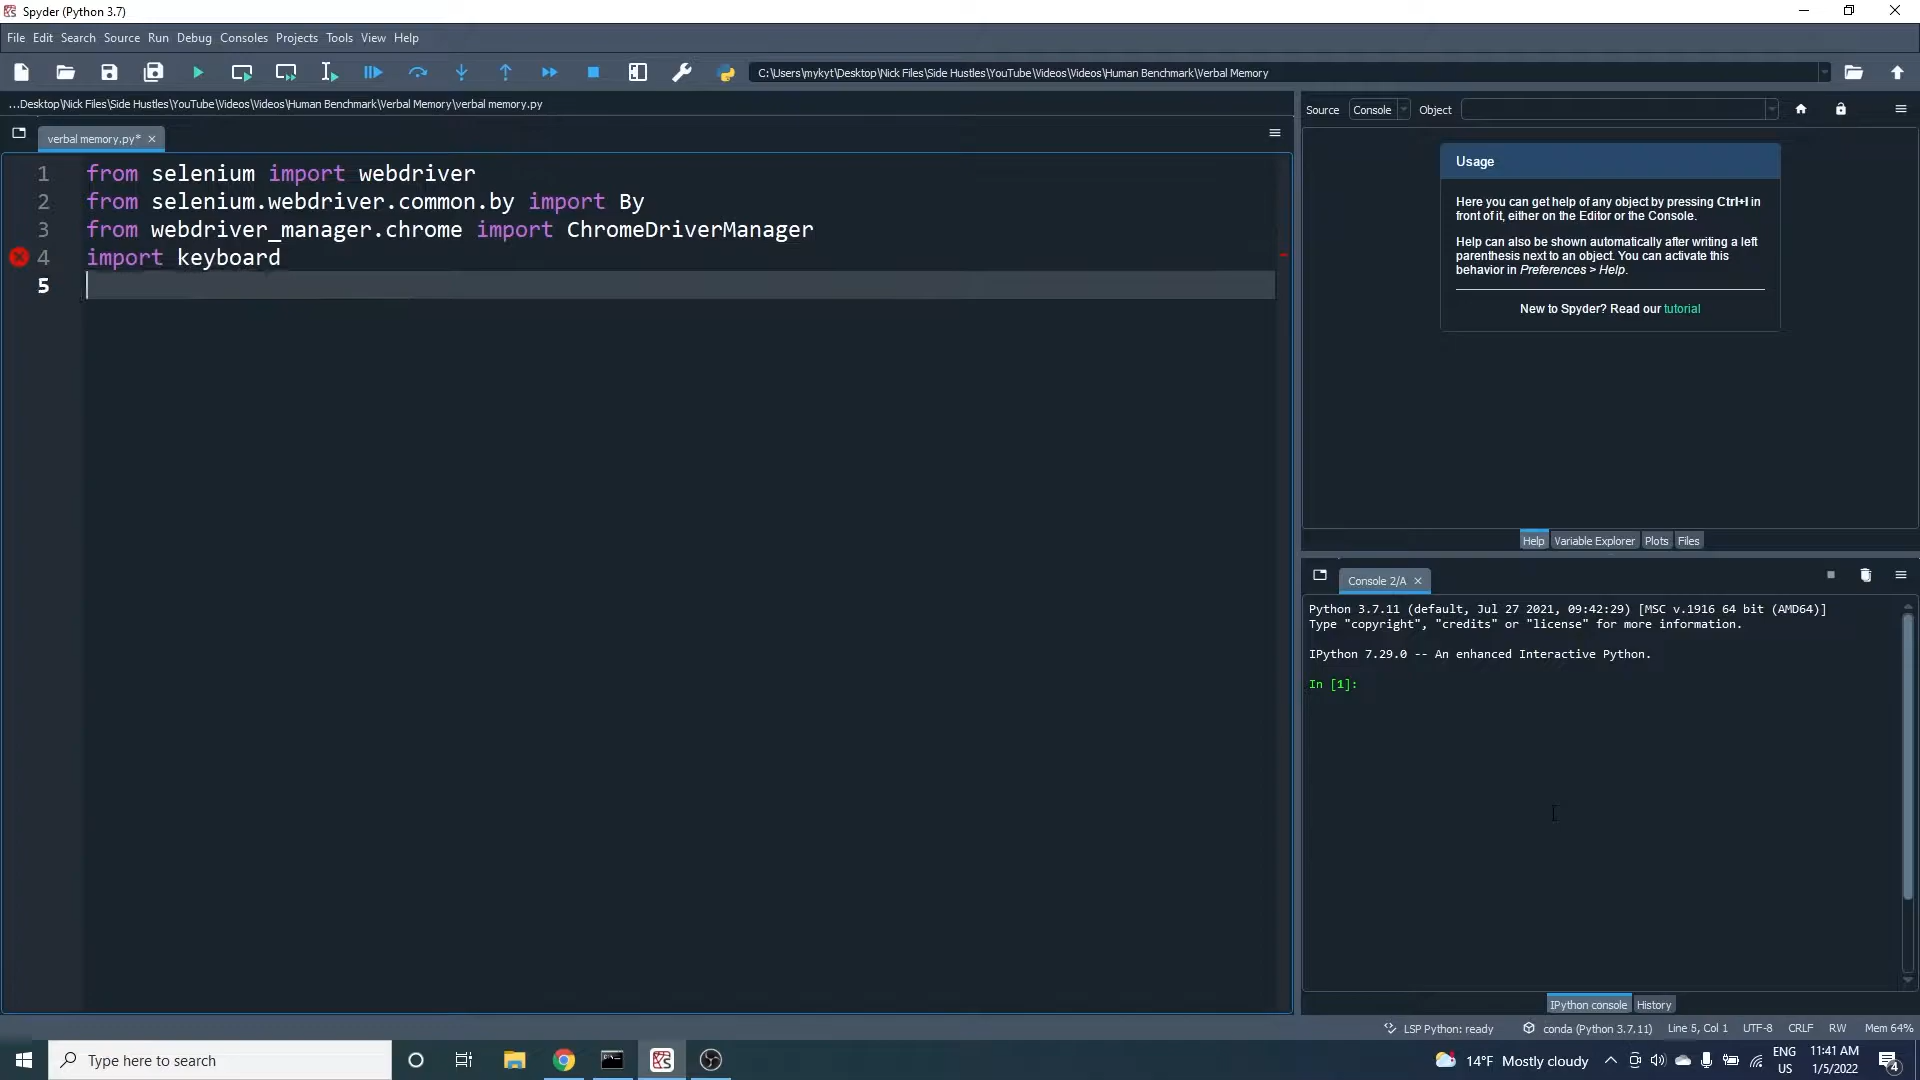 Spyder (Python 3.7)
File Edit Search Source Run Debug Consoles Projects Tools View Help
C:\Users\mykyt\Desktop\Nick Files\Side Hustles\YouTube\Videos\Videos\Human Benchmark\Verbal Memory
...Desktop\Nick Files\Side Hustles\YouTube\Videos\Videos\Human Benchmark\Verbal Memory\verbal memory.py
verbal memory.py*
1 from selenium import webdriver
2 from selenium.webdriver.common.by import By
3 from webdriver_manager.chrome import ChromeDriverManager
4 import keyboard
5
Source Console Object
Usage
Here you can get help of any object by pressing Ctrl+I in
front of it, either on the Editor or the Console.
Help can also be shown automatically after writing a left
parenthesis next to an object. You can activate this
behavior in Preferences > Help.
New to Spyder? Read our tutorial
Help Variable Explorer Plots Files
Console 2/A
Python 3.7.11 (default, Jul 27 2021, 09:42:29) [MSC v.1916 64 bit (AMD64)]
Type "copyright", "credits" or "license" for more information.
IPython 7.29.0 -- An enhanced Interactive Python.
In [1]:
IPython console History
LSP Python: ready conda (Python 3.7.11) Line 5, Col 1 UTF-8 CRLF RW Mem 64%
Type here to search
14°F Mostly cloudy
ENG
US
11:41 AM
1/5/2022
4